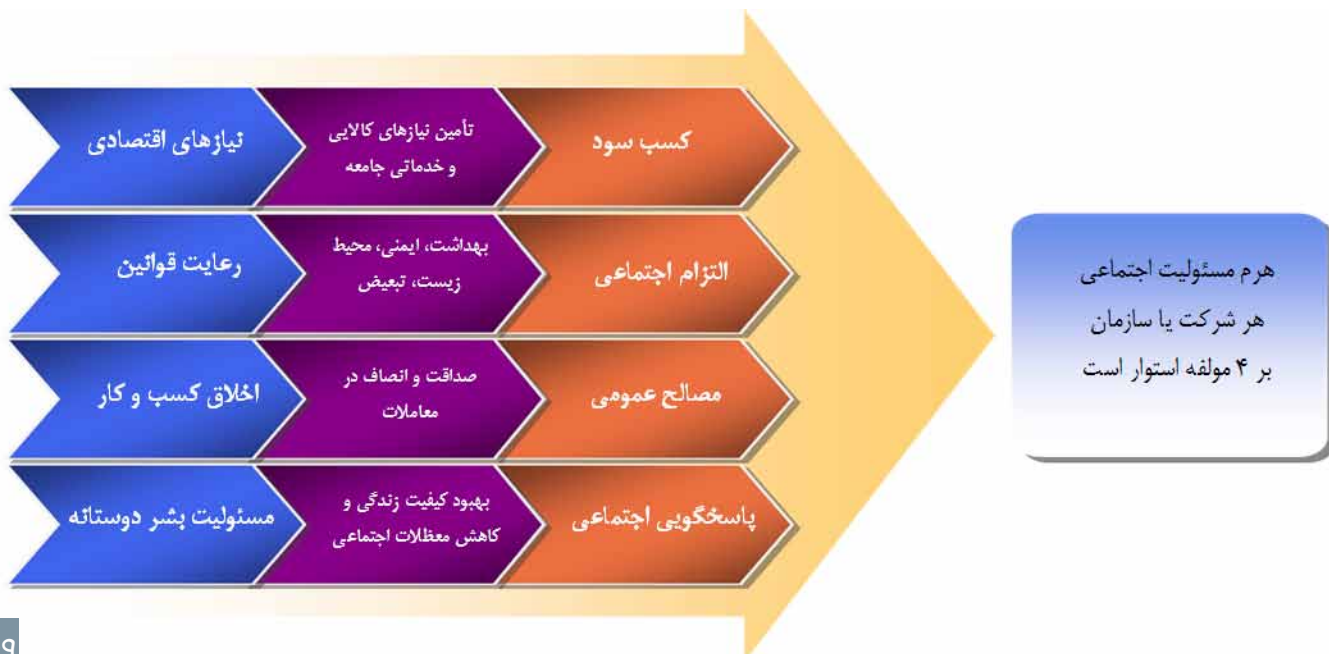 نیازهای اقتصادی
تأمین نیازهای کالایی
و خدماتی جامعه
کسب سود
رعایت قوانین
بهداشت، ایمنی، محیط
زیست، تبعیض
التزام اجتماعی
اخلاق کسب و کار
صداقت و انصاف در
معاملات
مصالح عمومی
مسئولیت بشر دوستانه
بهبود کیفیت زندگی و
کاهش معظلات اجتماعی
پاسخگویی اجتماعی
هرم مسئولیت اجتماعی
هر شرکت یا سازمان
بر ۴ مولفه استوار است
۹